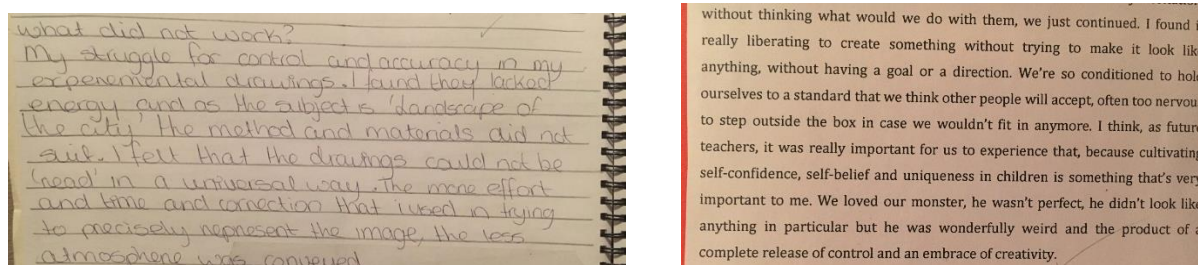 what did not work?
My struggle for control and accuracy in my
expenemental drawings. I found they lacked
energy and as the subject is 'Landscape of
the city' the method and materials did not
suit. I felt that the drawings could not be
'read' in a universal way. The more effort
and time and correction that i used in trying
to precisely represent the image, the less
atmosphere was conveyed
without thinking what would we do with them, we just continued. I found
really liberating to create something without trying to make it look lik
anything, without having a goal or a direction. We're so conditioned to hol
ourselves to a standard that we think other people will accept, often too nervou
to step outside the box in case we wouldn't fit in anymore. I think, as futur
teachers, it was really important for us to experience that, because cultivating
self-confidence, self-belief and uniqueness in children is something that's very
important to me. We loved our monster, he wasn't perfect, he didn't look like
anything in particular but he was wonderfully weird and the product of a
complete release of control and an embrace of creativity.